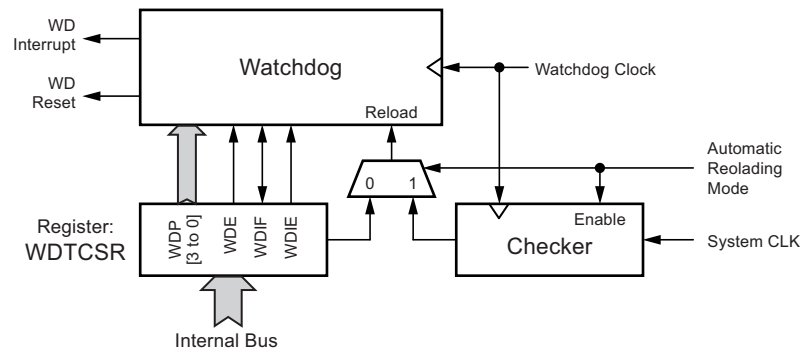 WD
Interrupt
WD
Reset
Watchdog
Reload
Watchdog Clock
Automatic
Reolading
Mode
0 1
Register:
WDTCSR
WDP
[3 to 0]
WDE
WDIF
WDIE
Enable
Checker
System CLK
Internal Bus